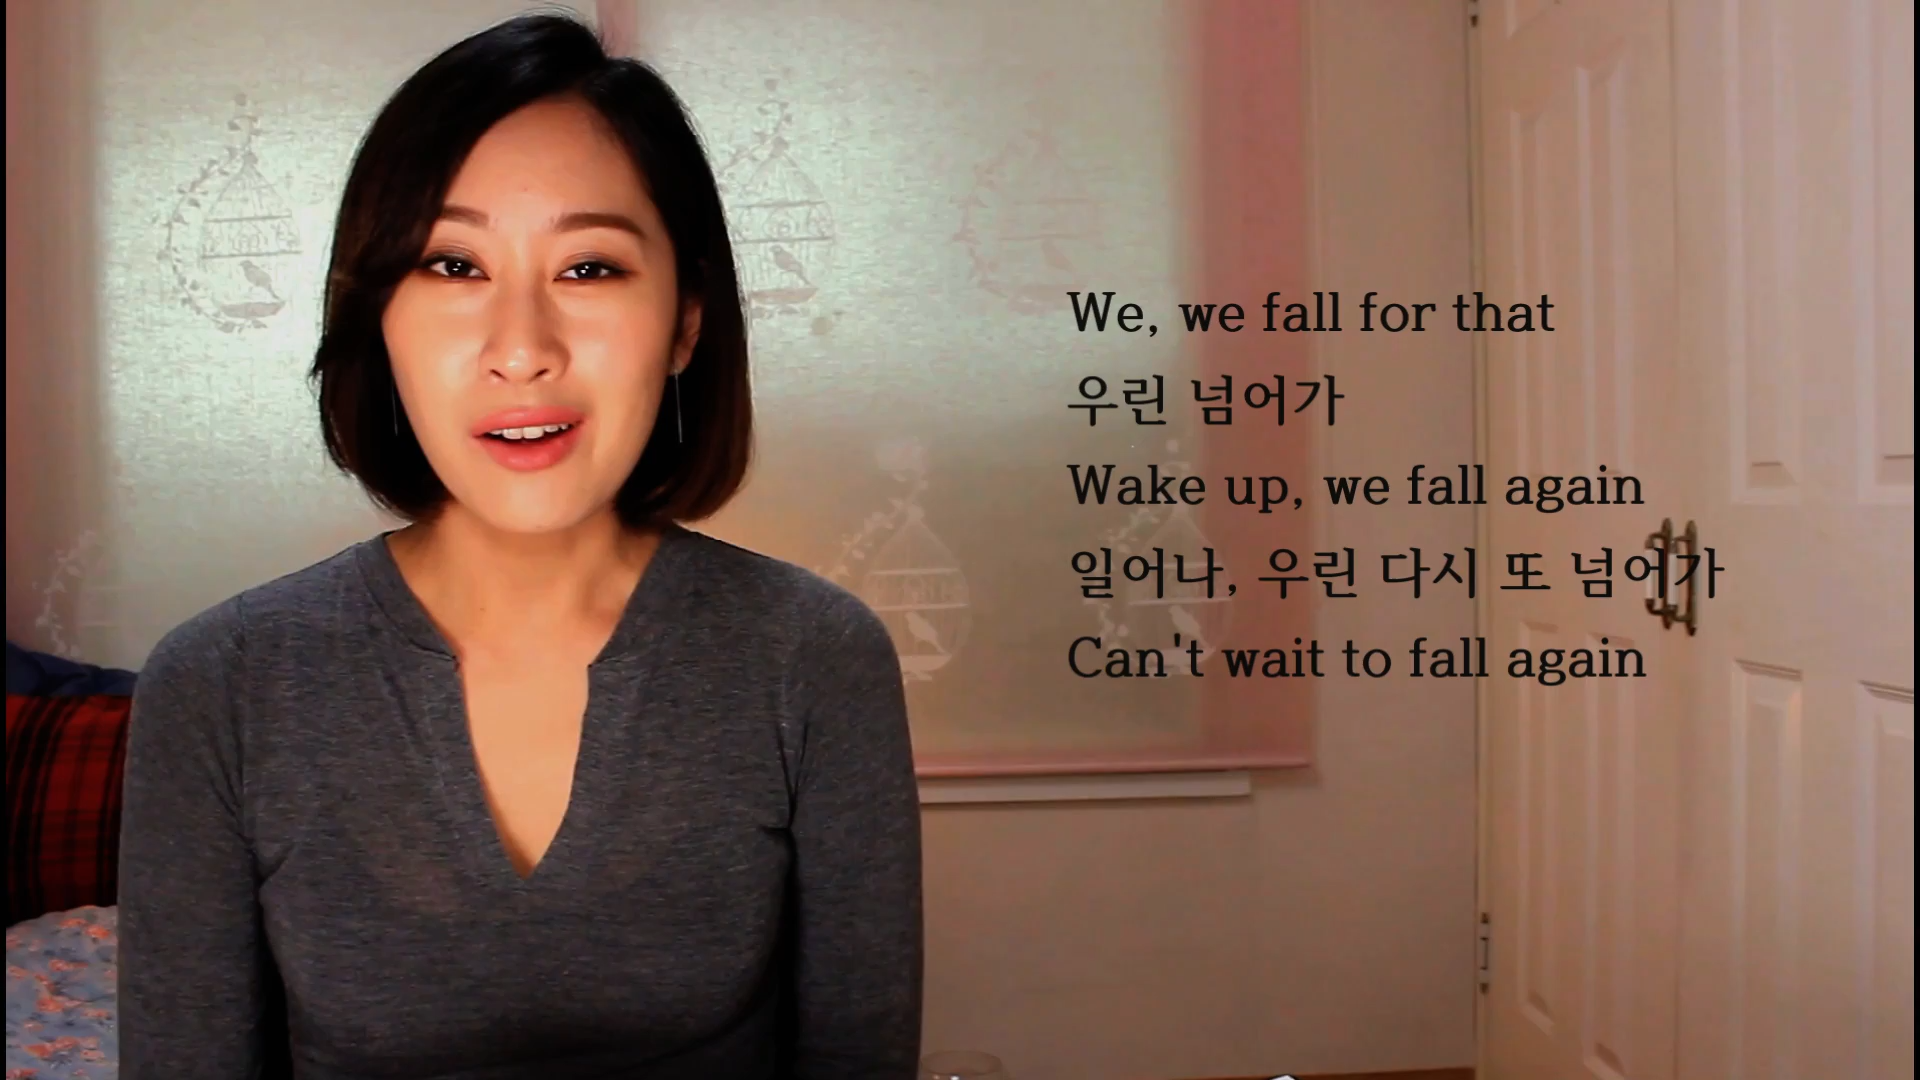 We, we fall for that
우린 넘어가
Wake up, we fall again
일어나, 우린 다시 또 넘어가
Can't wait to fall again